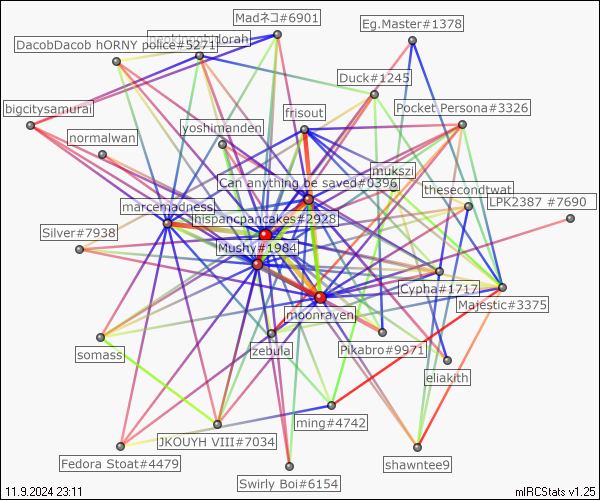 Madネコ#6901
Eg.Master#1378
DacobDacob hORNY police#5271
Duck#1245
bigcitysamurai
frisout
Pocket Persona#3326
normalwan
yoshimanden
mukszi
Can anything be saved#0396
thesecondtwat
LPK2387 #7690
marcemadness
hispancpancakes#2928
Silver#7938
Mushy#1984
Cypha#1717
Majestic#3375
moonraven
somass
zebula
Pikabro#9971
eliakith
ming#4742
JKOUYH VIII#7034
Fedora Stoat#4479
Swirly Boi#6154
shawntee9
11.9.2024 23:11
mIRCStats v1.25